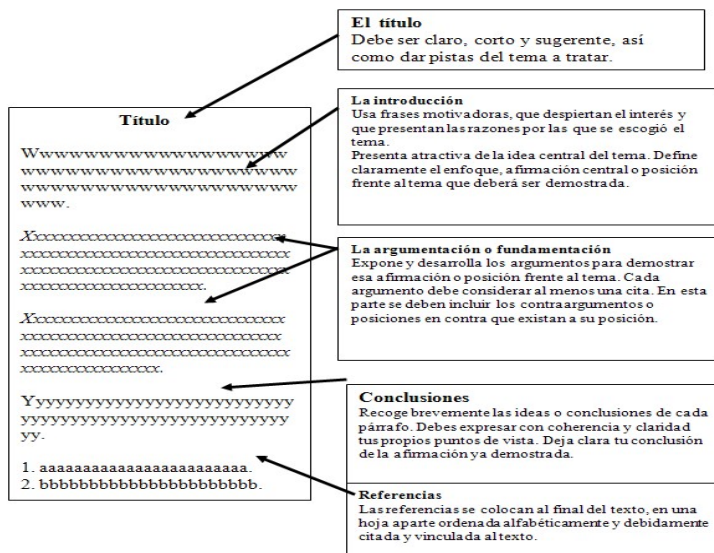 El título
Debe ser claro, corto y sugerente, así
como dar pistas del tema a tratar.
La introducción
Usa frases motivadoras, que despiertan el interés y
que presentan las razones por las que se escogió el
tema.
Presenta atractiva de la idea central del tema. Define
claramente el enfoque, afirmación central o posición
frente al tema que deberá ser demostrada.
La argumentación o fundamentación
Expone y desarrolla los argumentos para demostrar
esa afirmación o posición frente al tema. Cada
argumento debe considerar al menos una cita. En esta
parte se deben incluir los contraargumentos o
posiciones en contra que existan a su posición.
Conclusiones
Recoge brevemente las ideas o conclusiones de cada
párrafo. Debes expresar con coherencia y claridad
tus propios puntos de vista. Deja clara tu conclusión
de la afirmación ya demostrada.
Referencias
Las referencias se colocan al final del texto, en una
hoja aparte ordenada alfabéticamente y debidamente
citada y vinculada al texto.
Título
Wwwwwwwwwwwwwwwwww
wwwwwwwwwwwwwwwwwww
wwwwwwwwwwwwwwwwwww
www.
Xxxxxxxxxxxxxxxxxxxxxxxxxxxxx
xxxxxxxxxxxxxxxxxxxxxxxxxxxxxx
xxxxxxxxxxxxxxxxxxxxxxxxxxxxxx
xxxxxxxxxxxxxxxxxxxx.
Xxxxxxxxxxxxxxxxxxxxxxxxxxxxx
xxxxxxxxxxxxxxxxxxxxxxxxxxxxx
xxxxxxxxxxxxxxxxxxxxxxxxxxxxxx
xxxxxxxxxxxxxxxx.
Yyyyyyyyyyyyyyyyyyyyyyyyyy
yyyyyyyyyyyyyyyyyyyyyyyyyy
yy.
1. aaaaaaaaaaaaaaaaaaaaaaaa.
2. bbbbbbbbbbbbbbbbbbbbbb.